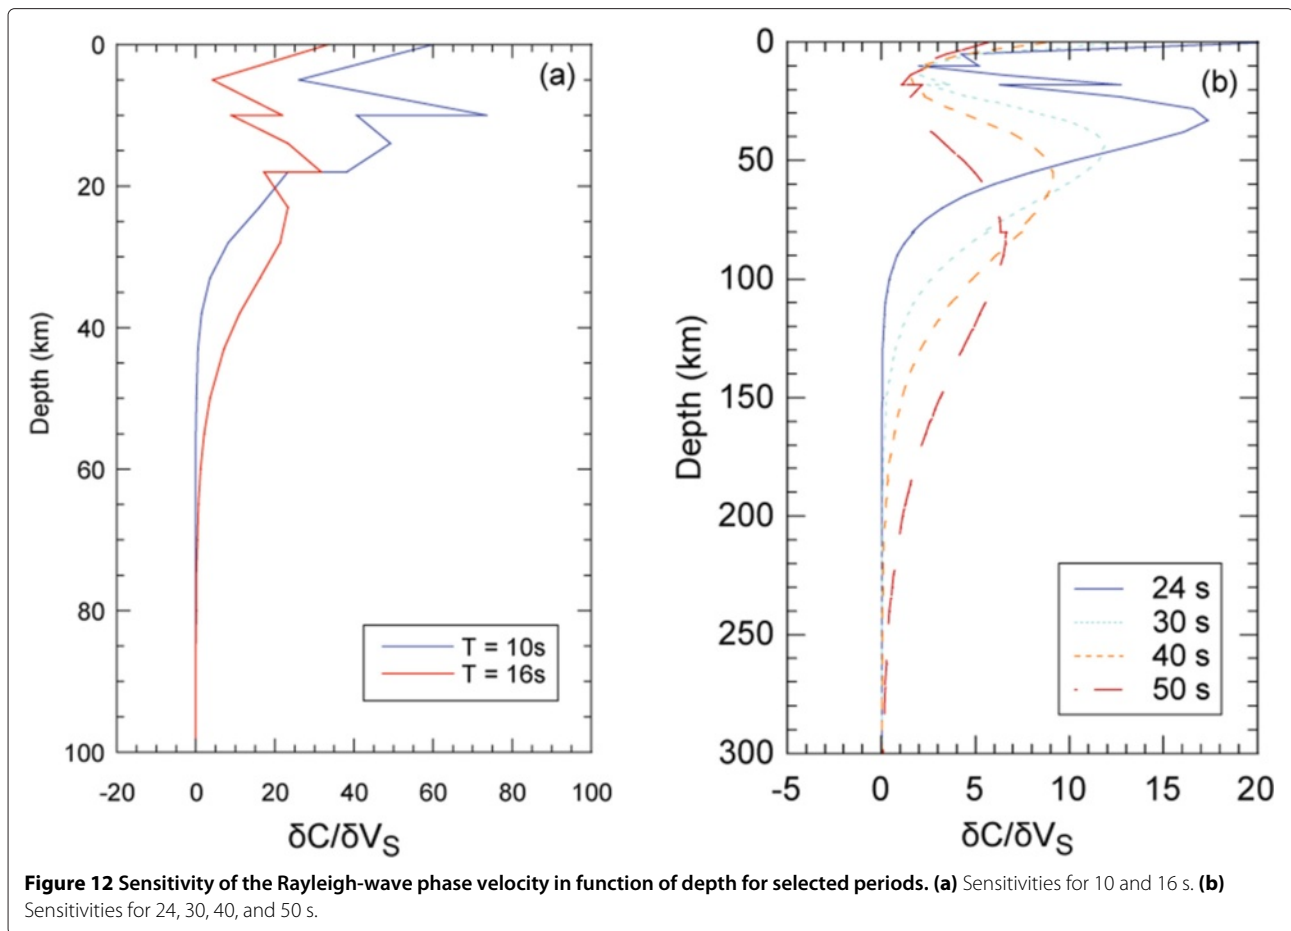 (a)
0
20
40
60
80
100
Depth (km)
-20 0 20 40 60 80 100
δC/δVS
T = 10s
T = 16s
(b)
0
50
100
150
200
250
300
Depth (km)
-5 0 5 10 15 20
δC/δVS
24 s
30 s
40 s
50 s
Figure 12 Sensitivity of the Rayleigh-wave phase velocity in function of depth for selected periods. (a) Sensitivities for 10 and 16 s. (b)
Sensitivities for 24, 30, 40, and 50 s.